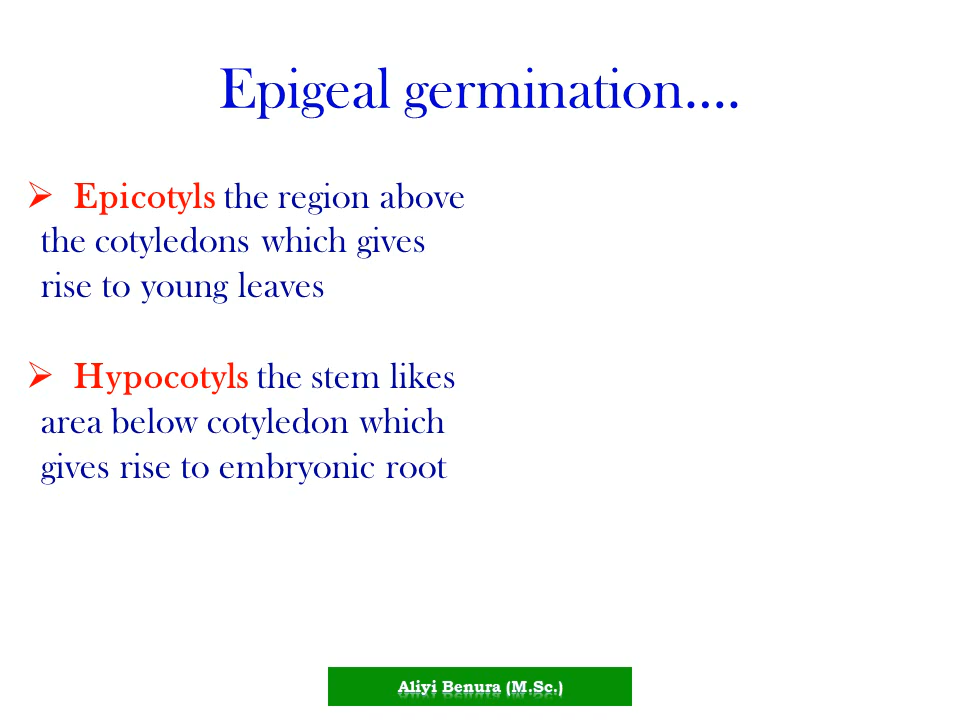 Epigeal germination....
➢ Epicotyls the region above
the cotyledons which gives
rise to young leaves
➢ Hypocotyls the stem likes
area below cotyledon which
gives rise to embryonic root
Aliyi Benura (M.Sc.)